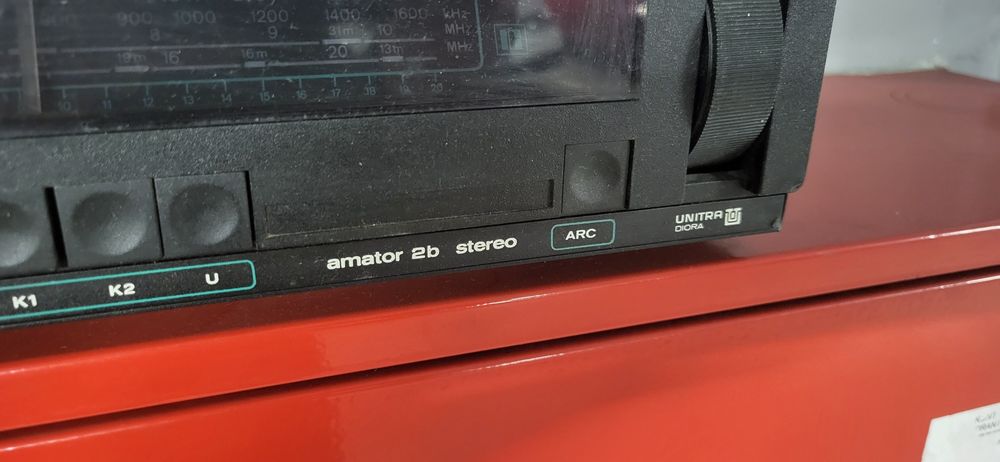 900 1000 1200 1400 1600 kHz
8 9 31m 10 MHz
19m 16 16m 20 13m MHz
10 11 12 13 14 15 16 17 18 19 20
K1 K2 U
amator 2b stereo
ARC
UNITRA
DIORA